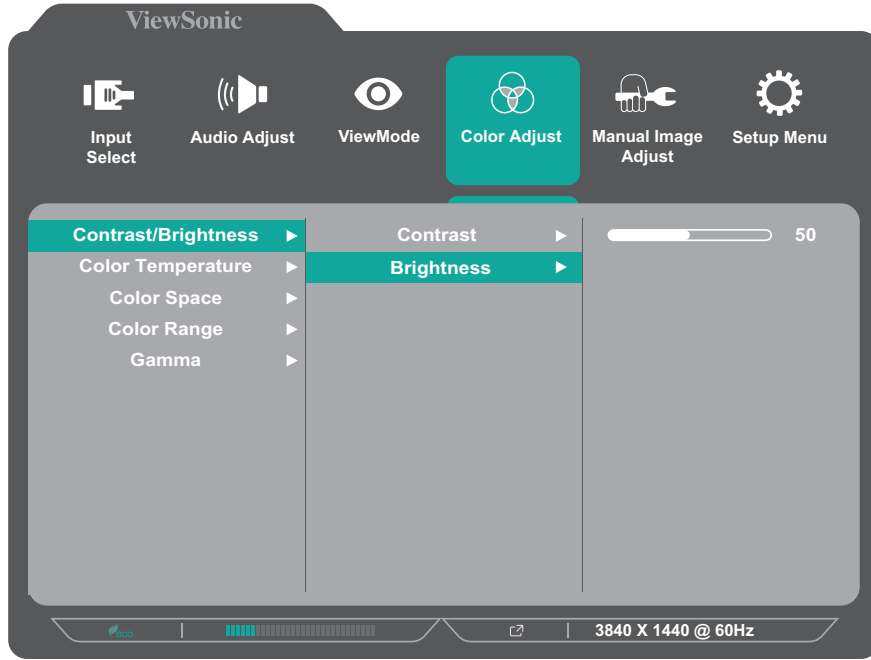 ViewSonic
Input
Select
Audio Adjust
ViewMode
Color Adjust
Manual Image
Adjust
Setup Menu
Contrast/Brightness
Color Temperature
Color Space
Color Range
Gamma
Contrast
Brightness
50
eco
3840 X 1440 @ 60Hz